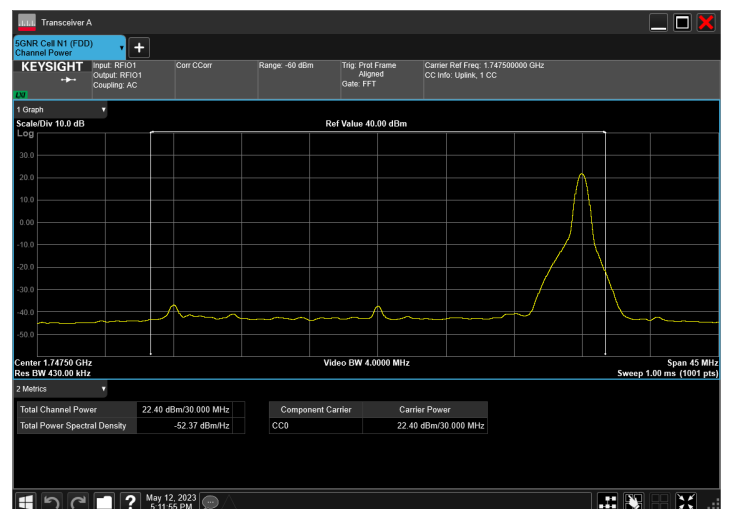 Transceiver A
5GNR Cell N1 (FDD)
Channel Power
KEYSIGHT
LXI
Input: RFIO1
Output: RFIO1
Coupling: AC
Corr CCorr
Range: -60 dBm
Trig: Prot Frame
Aligned
Gate: FFT
Carrier Ref Freq: 1.747500000 GHz
CC Info: Uplink, 1 CC
1 Graph
Scale/Div 10.0 dB
Ref Value 40.00 dBm
Log
30.0
20.0
10.0
0.00
-10.0
-20.0
-30.0
-40.0
-50.0
Center 1.74750 GHz
Video BW 4.0000 MHz
Span 45 MHz
Res BW 430.00 kHz
Sweep 1.00 ms (1001 pts)
2 Metrics
Total Channel Power 22.40 dBm/30.000 MHz
Total Power Spectral Density -52.37 dBm/Hz
Component Carrier Carrier Power
CC0 22.40 dBm/30.000 MHz
?
May 12, 2023
5:11:55 PM